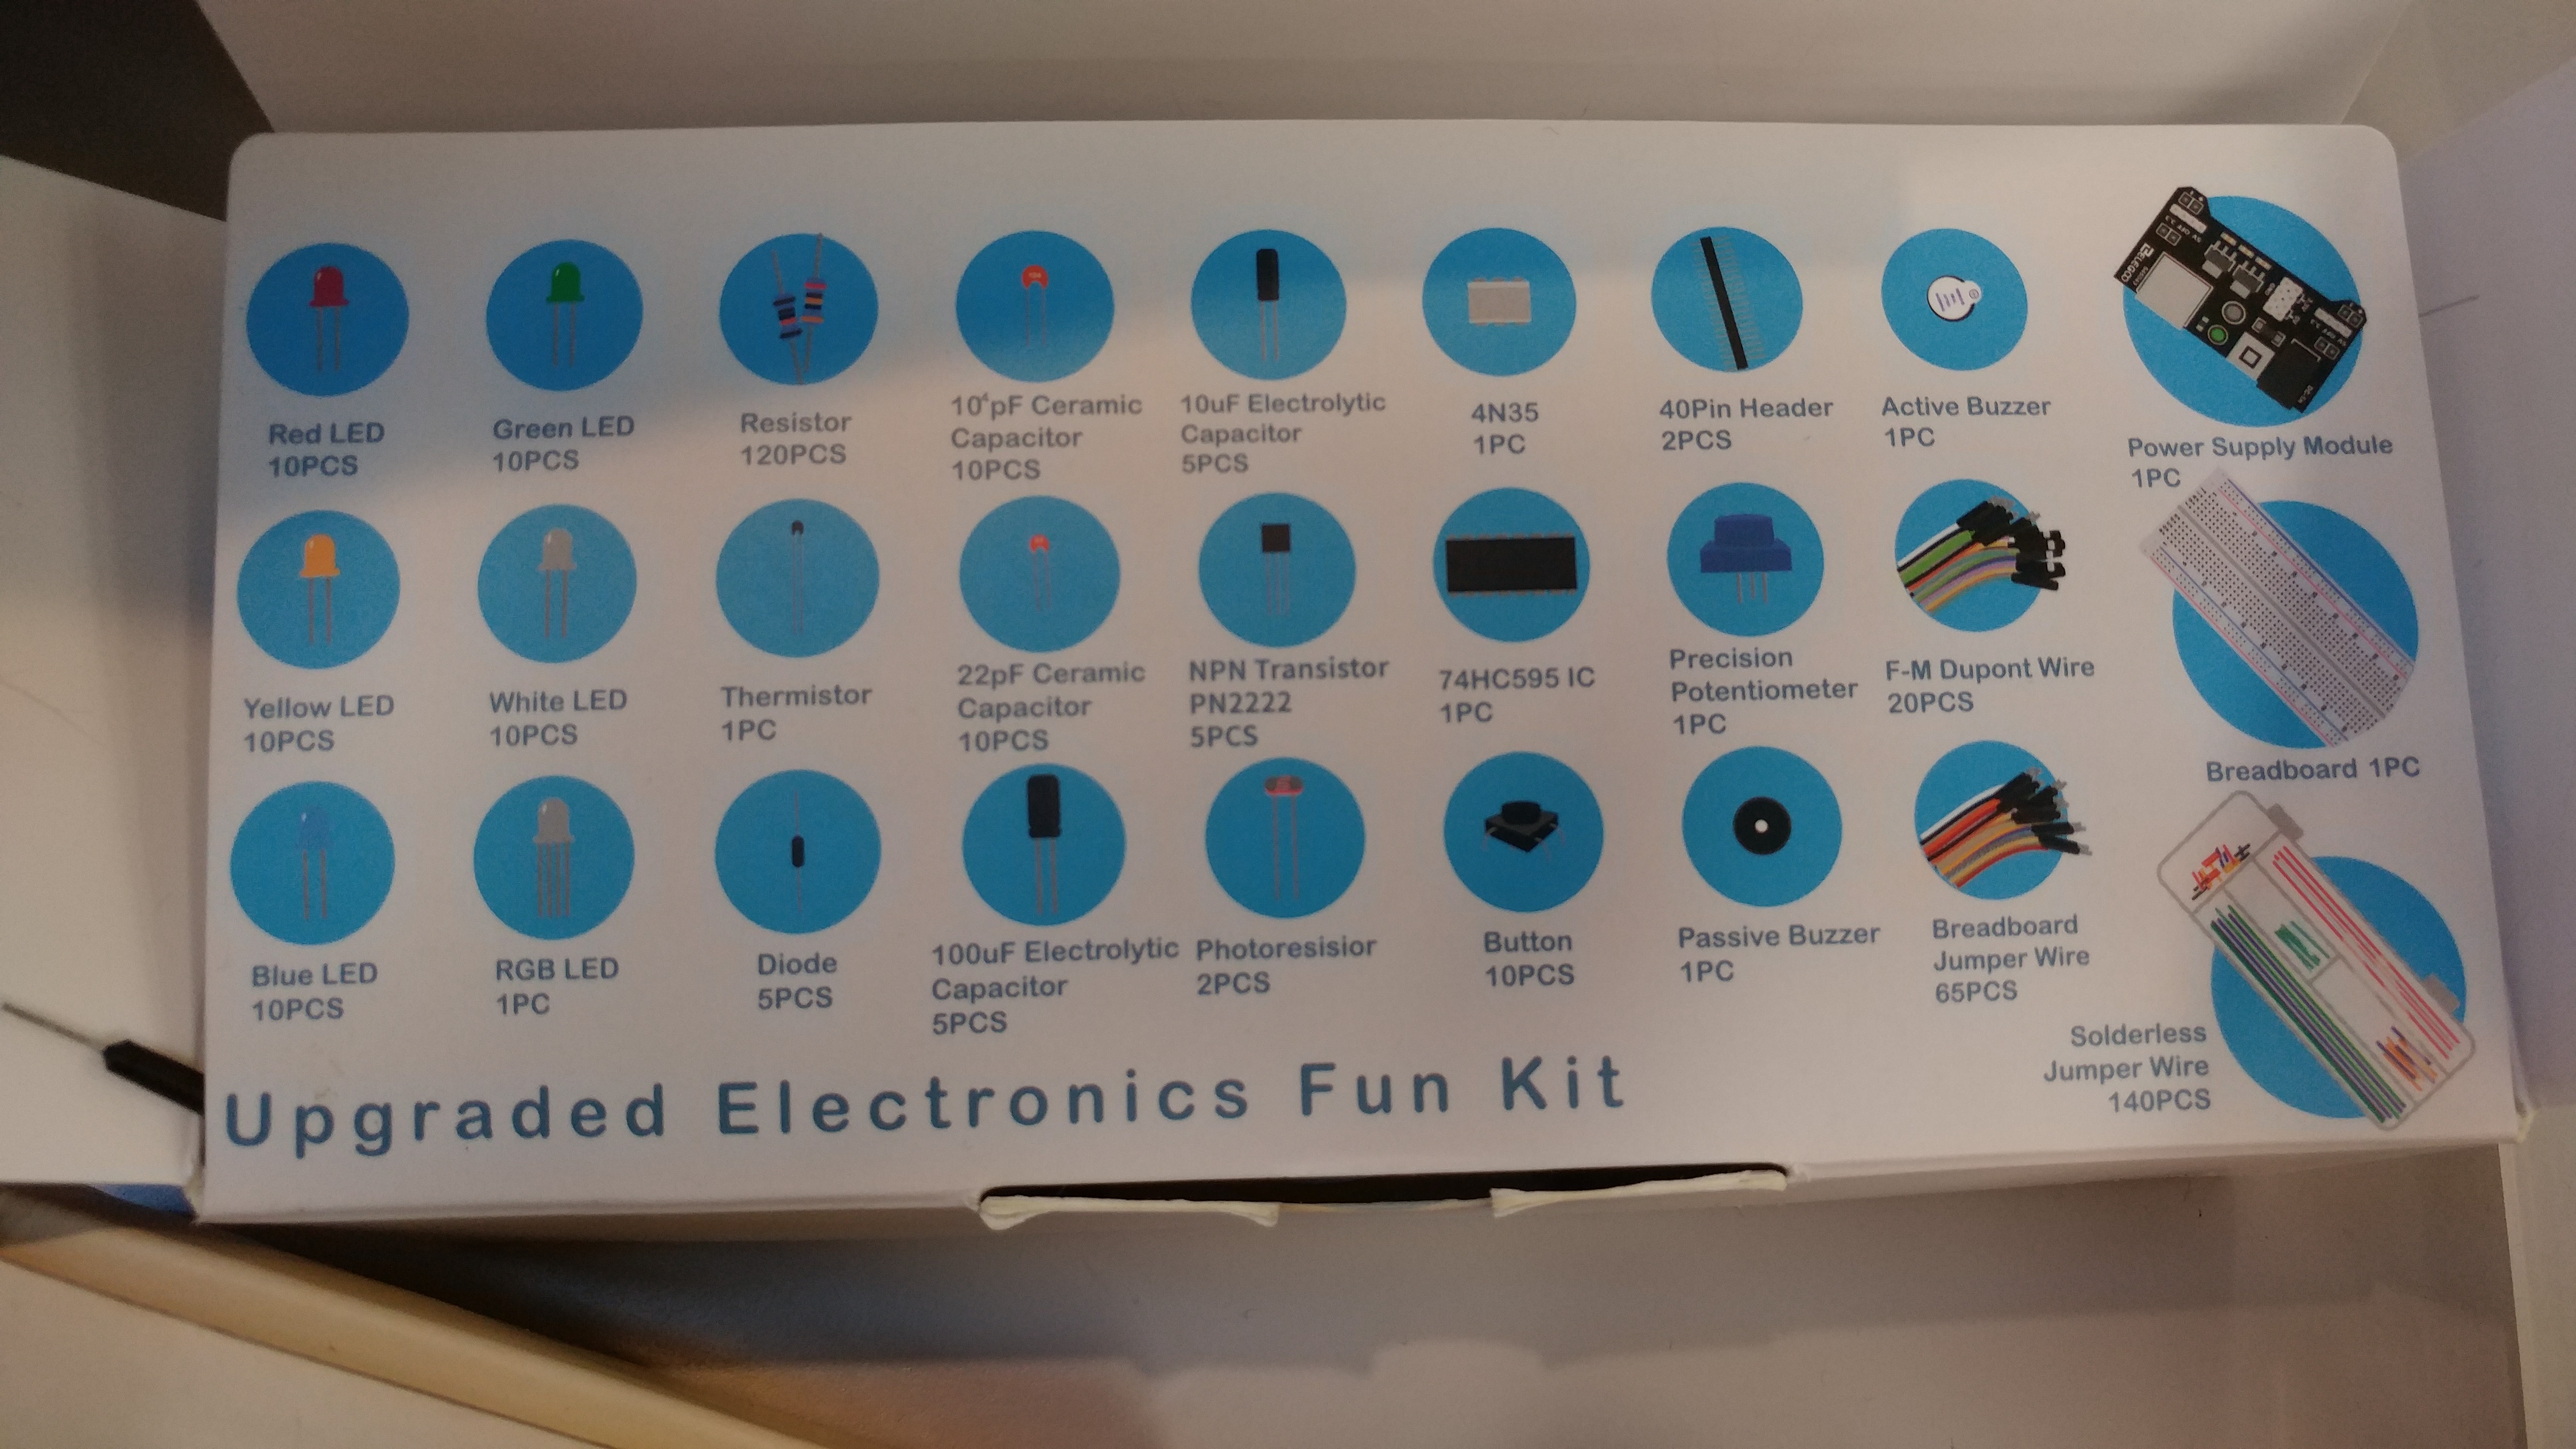 Red LED
10PCS
Green LED
10PCS
Resistor
120PCS
10⁴pF Ceramic
Capacitor
10PCS
10uF Electrolytic
Capacitor
5PCS
4N35
1PC
40Pin Header
2PCS
Active Buzzer
1PC
ELEGOO
Power Supply Module
1PC
Yellow LED
10PCS
White LED
10PCS
Thermistor
1PC
22pF Ceramic
Capacitor
10PCS
NPN Transistor
PN2222
5PCS
74HC595 IC
1PC
Precision
Potentiometer
1PC
F-M Dupont Wire
20PCS
Breadboard 1PC
Blue LED
10PCS
RGB LED
1PC
Diode
5PCS
100uF Electrolytic
Capacitor
5PCS
Photoresisior
2PCS
Button
10PCS
Passive Buzzer
1PC
Breadboard
Jumper Wire
65PCS
Solderless
Jumper Wire
140PCS
Upgraded Electronics Fun Kit